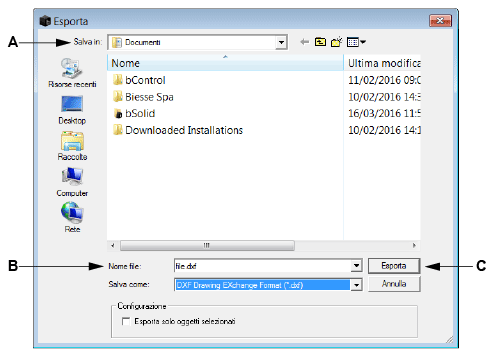 Esporta
A
Salva in:
Documenti
Nome
Ultima modifica
Risorse recenti
Desktop
Raccolte
Computer
Rete
bControl
11/02/2016 09:0
Biesse Spa
10/02/2016 14:3
bSolid
16/03/2016 11:5
Downloaded Installations
10/02/2016 14:1
B
Nome file:
file.dxf
Esporta
C
Salva come:
DXF Drawing EXchange Format (*.dxf)
Annulla
Configurazione
Esporta solo oggetti selezionati